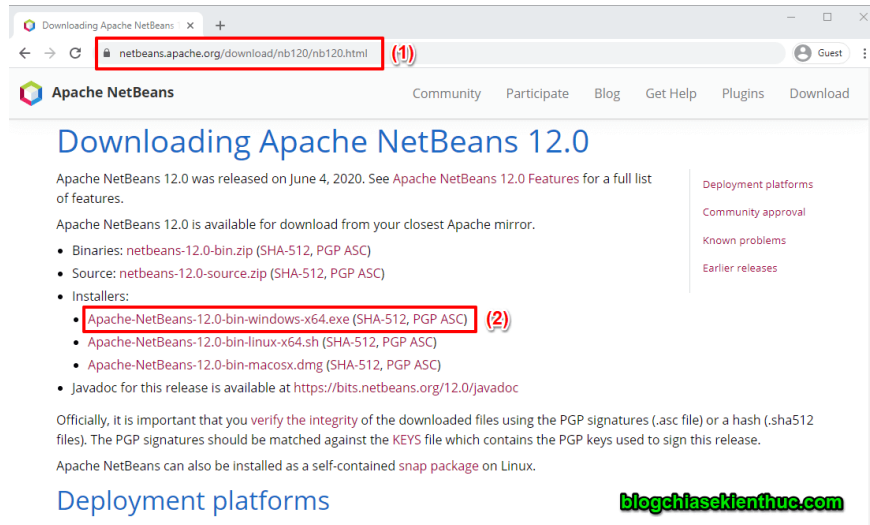 Downloading Apache NetBeans
netbeans.apache.org/download/nb120/nb120.html
(1)
Guest
Apache NetBeans
Community
Participate
Blog
Get Help
Plugins
Download
Downloading Apache NetBeans 12.0
Apache NetBeans 12.0 was released on June 4, 2020. See Apache NetBeans 12.0 Features for a full list
of features.
Apache NetBeans 12.0 is available for download from your closest Apache mirror.
• Binaries: netbeans-12.0-bin.zip (SHA-512, PGP ASC)
• Source: netbeans-12.0-source.zip (SHA-512, PGP ASC)
• Installers:
• Apache-NetBeans-12.0-bin-windows-x64.exe (SHA-512, PGP ASC)
(2)
• Apache-NetBeans-12.0-bin-linux-x64.sh (SHA-512, PGP ASC)
• Apache-NetBeans-12.0-bin-macosx.dmg (SHA-512, PGP ASC)
• Javadoc for this release is available at https://bits.netbeans.org/12.0/javadoc
Deployment platforms
Community approval
Known problems
Earlier releases
Officially, it is important that you verify the integrity of the downloaded files using the PGP signatures (.asc file) or a hash (.sha512
files). The PGP signatures should be matched against the KEYS file which contains the PGP keys used to sign this release.
Apache NetBeans can also be installed as a self-contained snap package on Linux.
Deployment platforms
blogchiasekienthuc.com